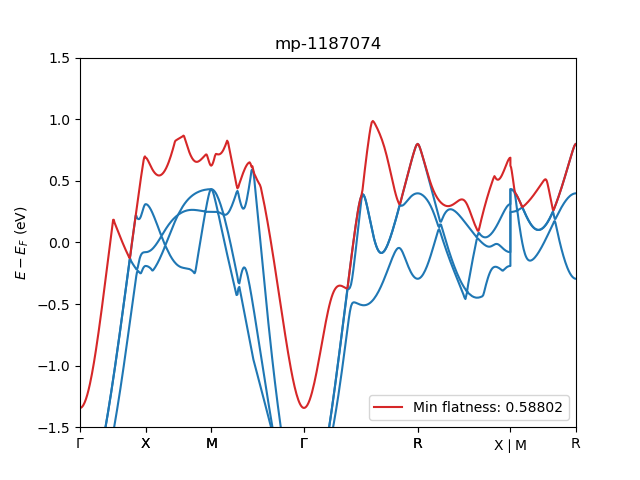 mp-1187074
E − E_F (eV)
1.5
1.0
0.5
0.0
−0.5
−1.0
−1.5
Min flatness: 0.58802
Γ X M Γ R X | M R